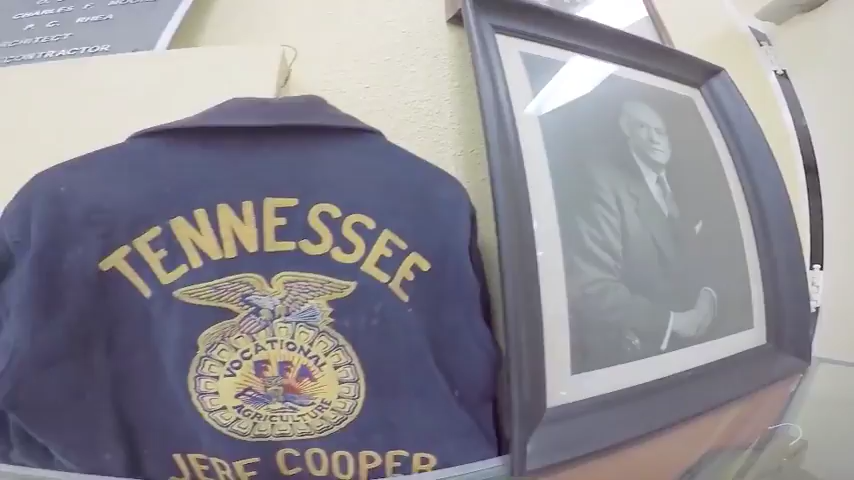 CHARLES F.
P. C. RHEA
ARCHITECT
CONTRACTOR
TENNESSEE
VOCATIONAL
FFA
AGRICULTURE
JERE COOPER